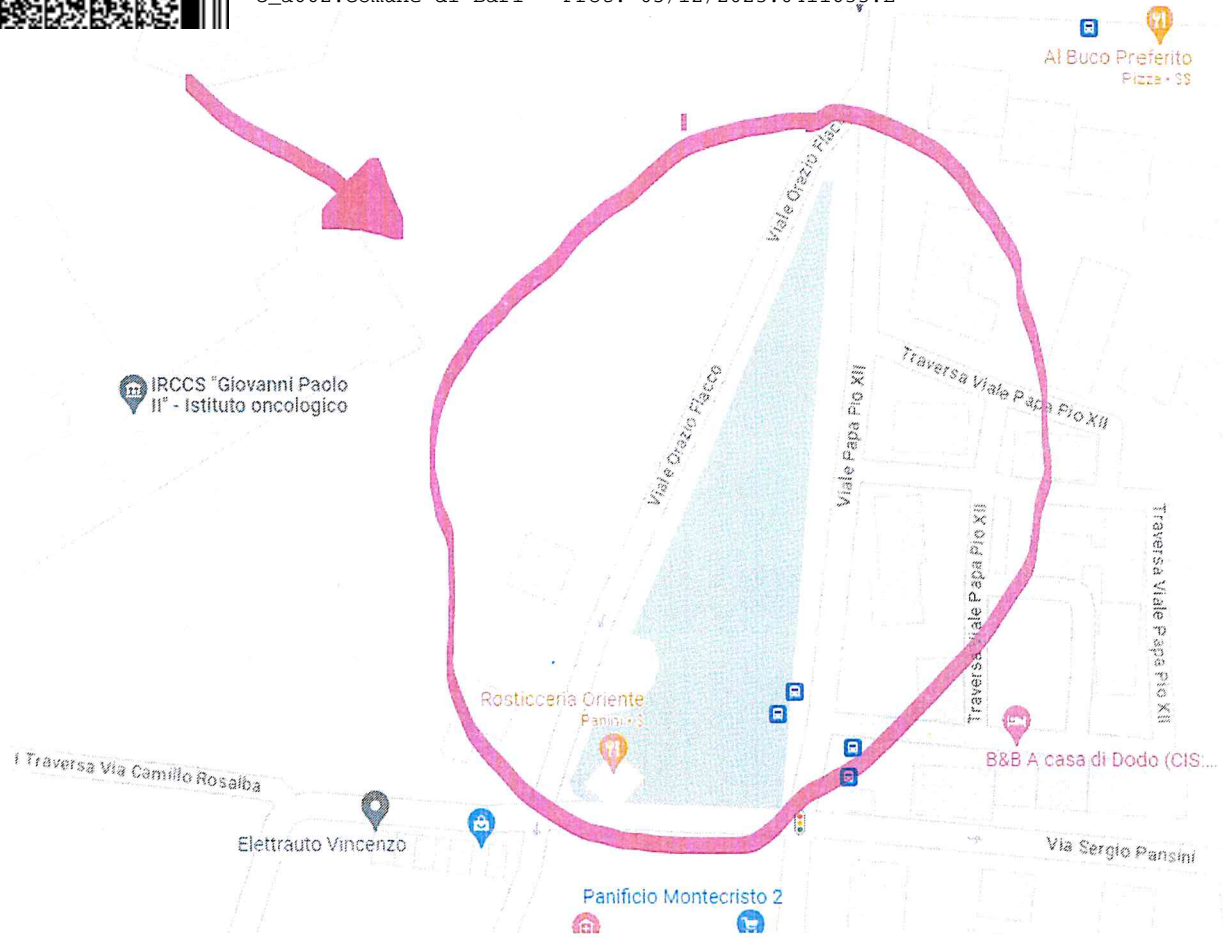 Al Buco Preferito
Pizza • $$
Viale Orazio Flacco
IRCCS "Giovanni Paolo
II" - Istituto oncologico
Traversa Viale Papa Pio XII
Viale Orazio Flacco
Viale Papa Pio XII
Traversa Viale Papa Pio XII
Traversa Viale Papa Pio XII
Rosticceria Oriente
Panini • $
B&B A casa di Dodo (CIS:...
I Traversa Via Camillo Rosalba
Elettrauto Vincenzo
Via Sergio Pansini
Panificio Montecristo 2